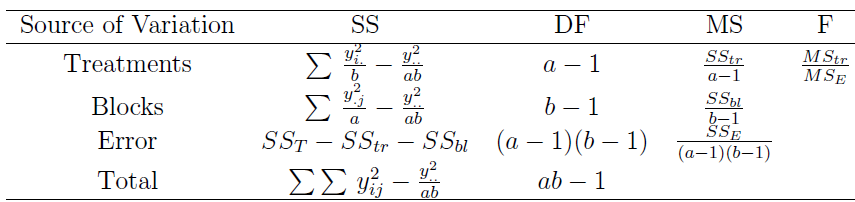 Source of Variation SS DF MS F
Treatments $\sum \frac{y_{i.}^2}{b} - \frac{y_{..}^2}{ab}$ $a-1$ $\frac{SS_{tr}}{a-1}$ $\frac{MS_{tr}}{MS_E}$
Blocks $\sum \frac{y_{.j}^2}{a} - \frac{y_{..}^2}{ab}$ $b-1$ $\frac{SS_{bl}}{b-1}$
Error $SS_T - SS_{tr} - SS_{bl}$ $(a-1)(b-1)$ $\frac{SS_E}{(a-1)(b-1)}$
Total $\sum\sum y_{ij}^2 - \frac{y_{..}^2}{ab}$ $ab-1$